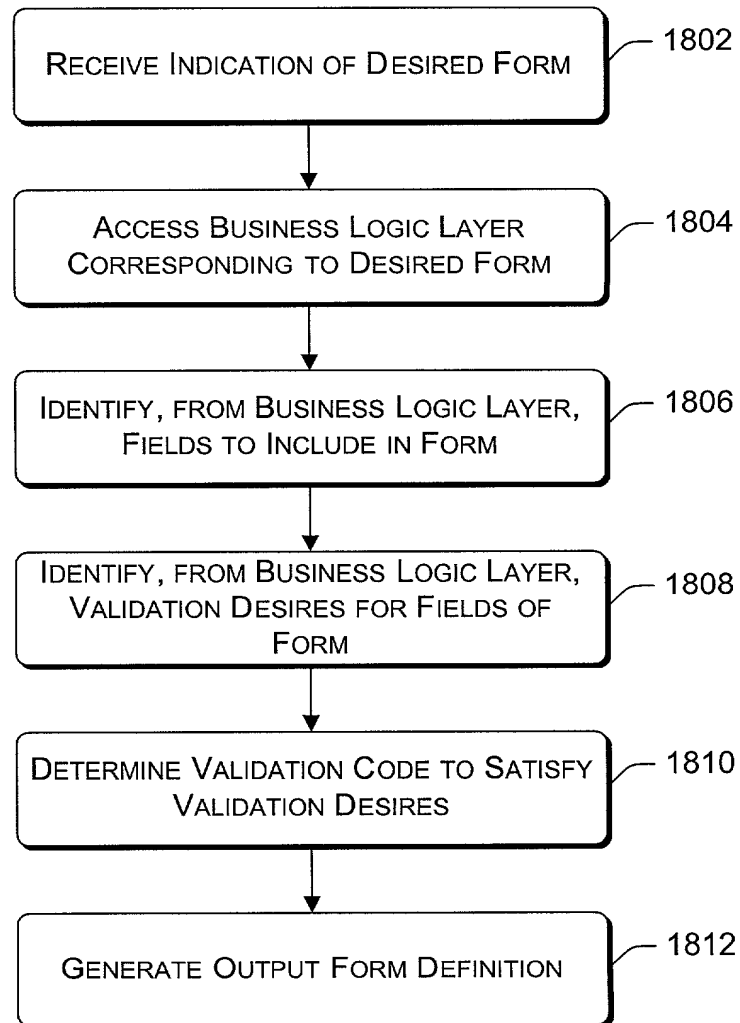 RECEIVE INDICATION OF DESIRED FORM
1802
ACCESS BUSINESS LOGIC LAYER
CORRESPONDING TO DESIRED FORM
1804
IDENTIFY, FROM BUSINESS LOGIC LAYER,
FIELDS TO INCLUDE IN FORM
1806
IDENTIFY, FROM BUSINESS LOGIC LAYER,
VALIDATION DESIRES FOR FIELDS OF
FORM
1808
DETERMINE VALIDATION CODE TO SATISFY
VALIDATION DESIRES
1810
GENERATE OUTPUT FORM DEFINITION
1812